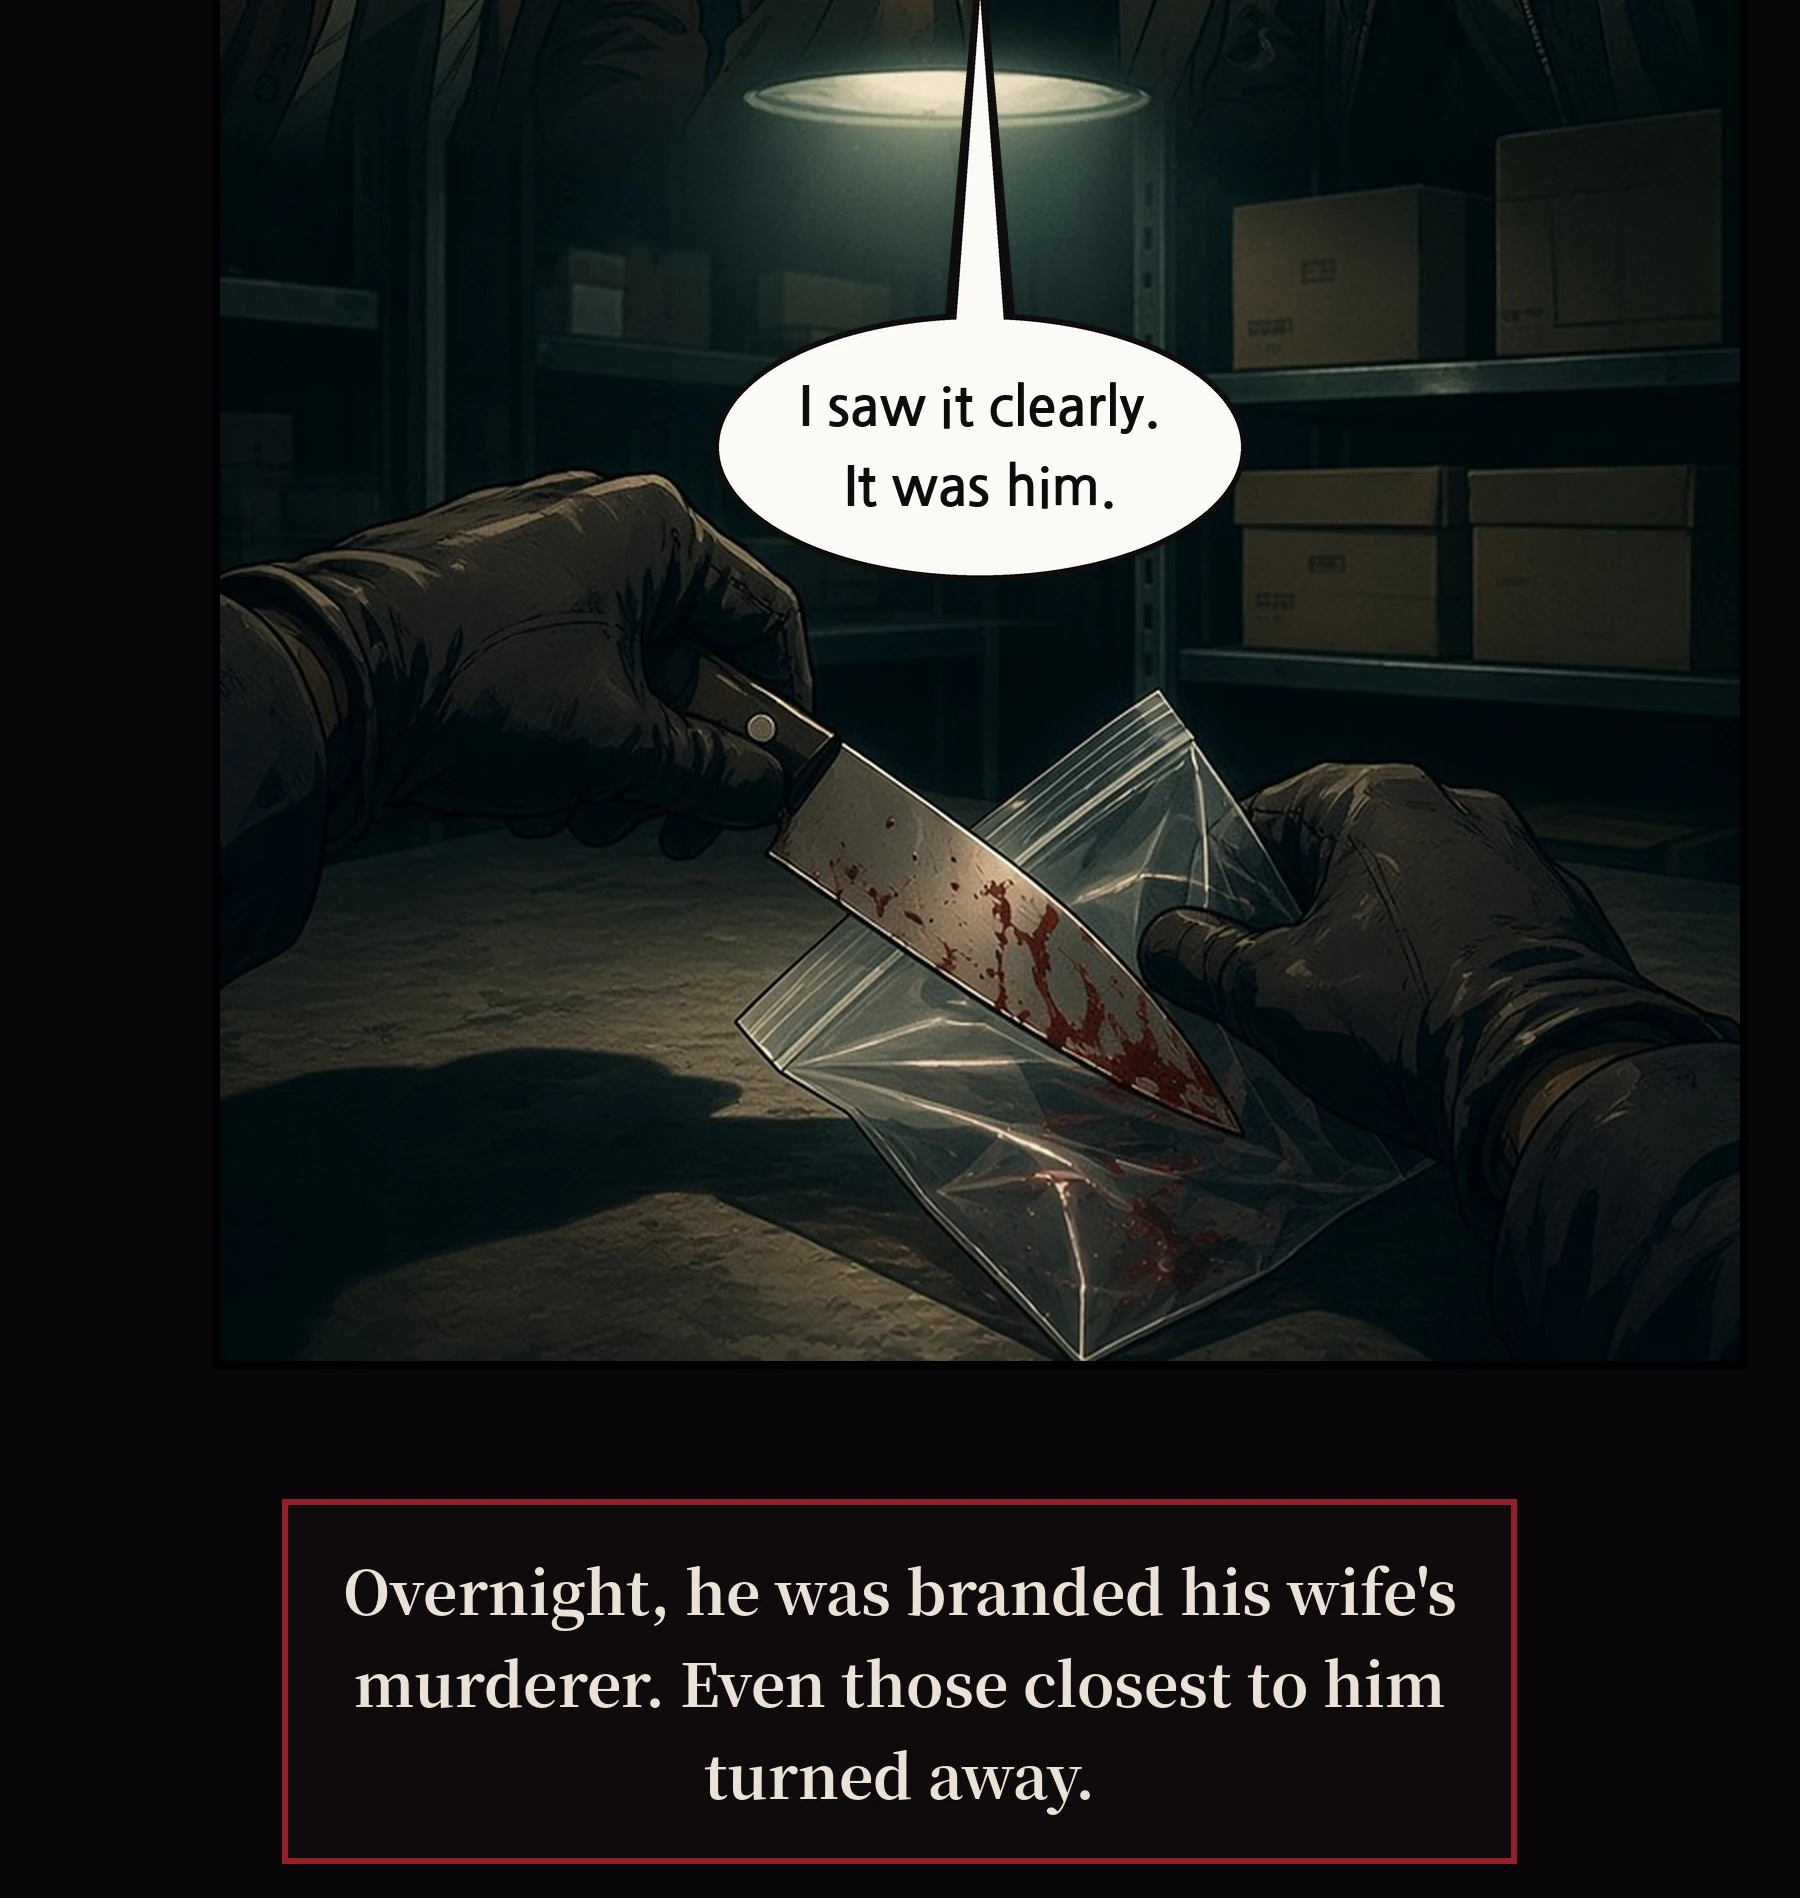 I saw it clearly.
It was him.
Overnight, he was branded his wife's
murderer. Even those closest to him
turned away.